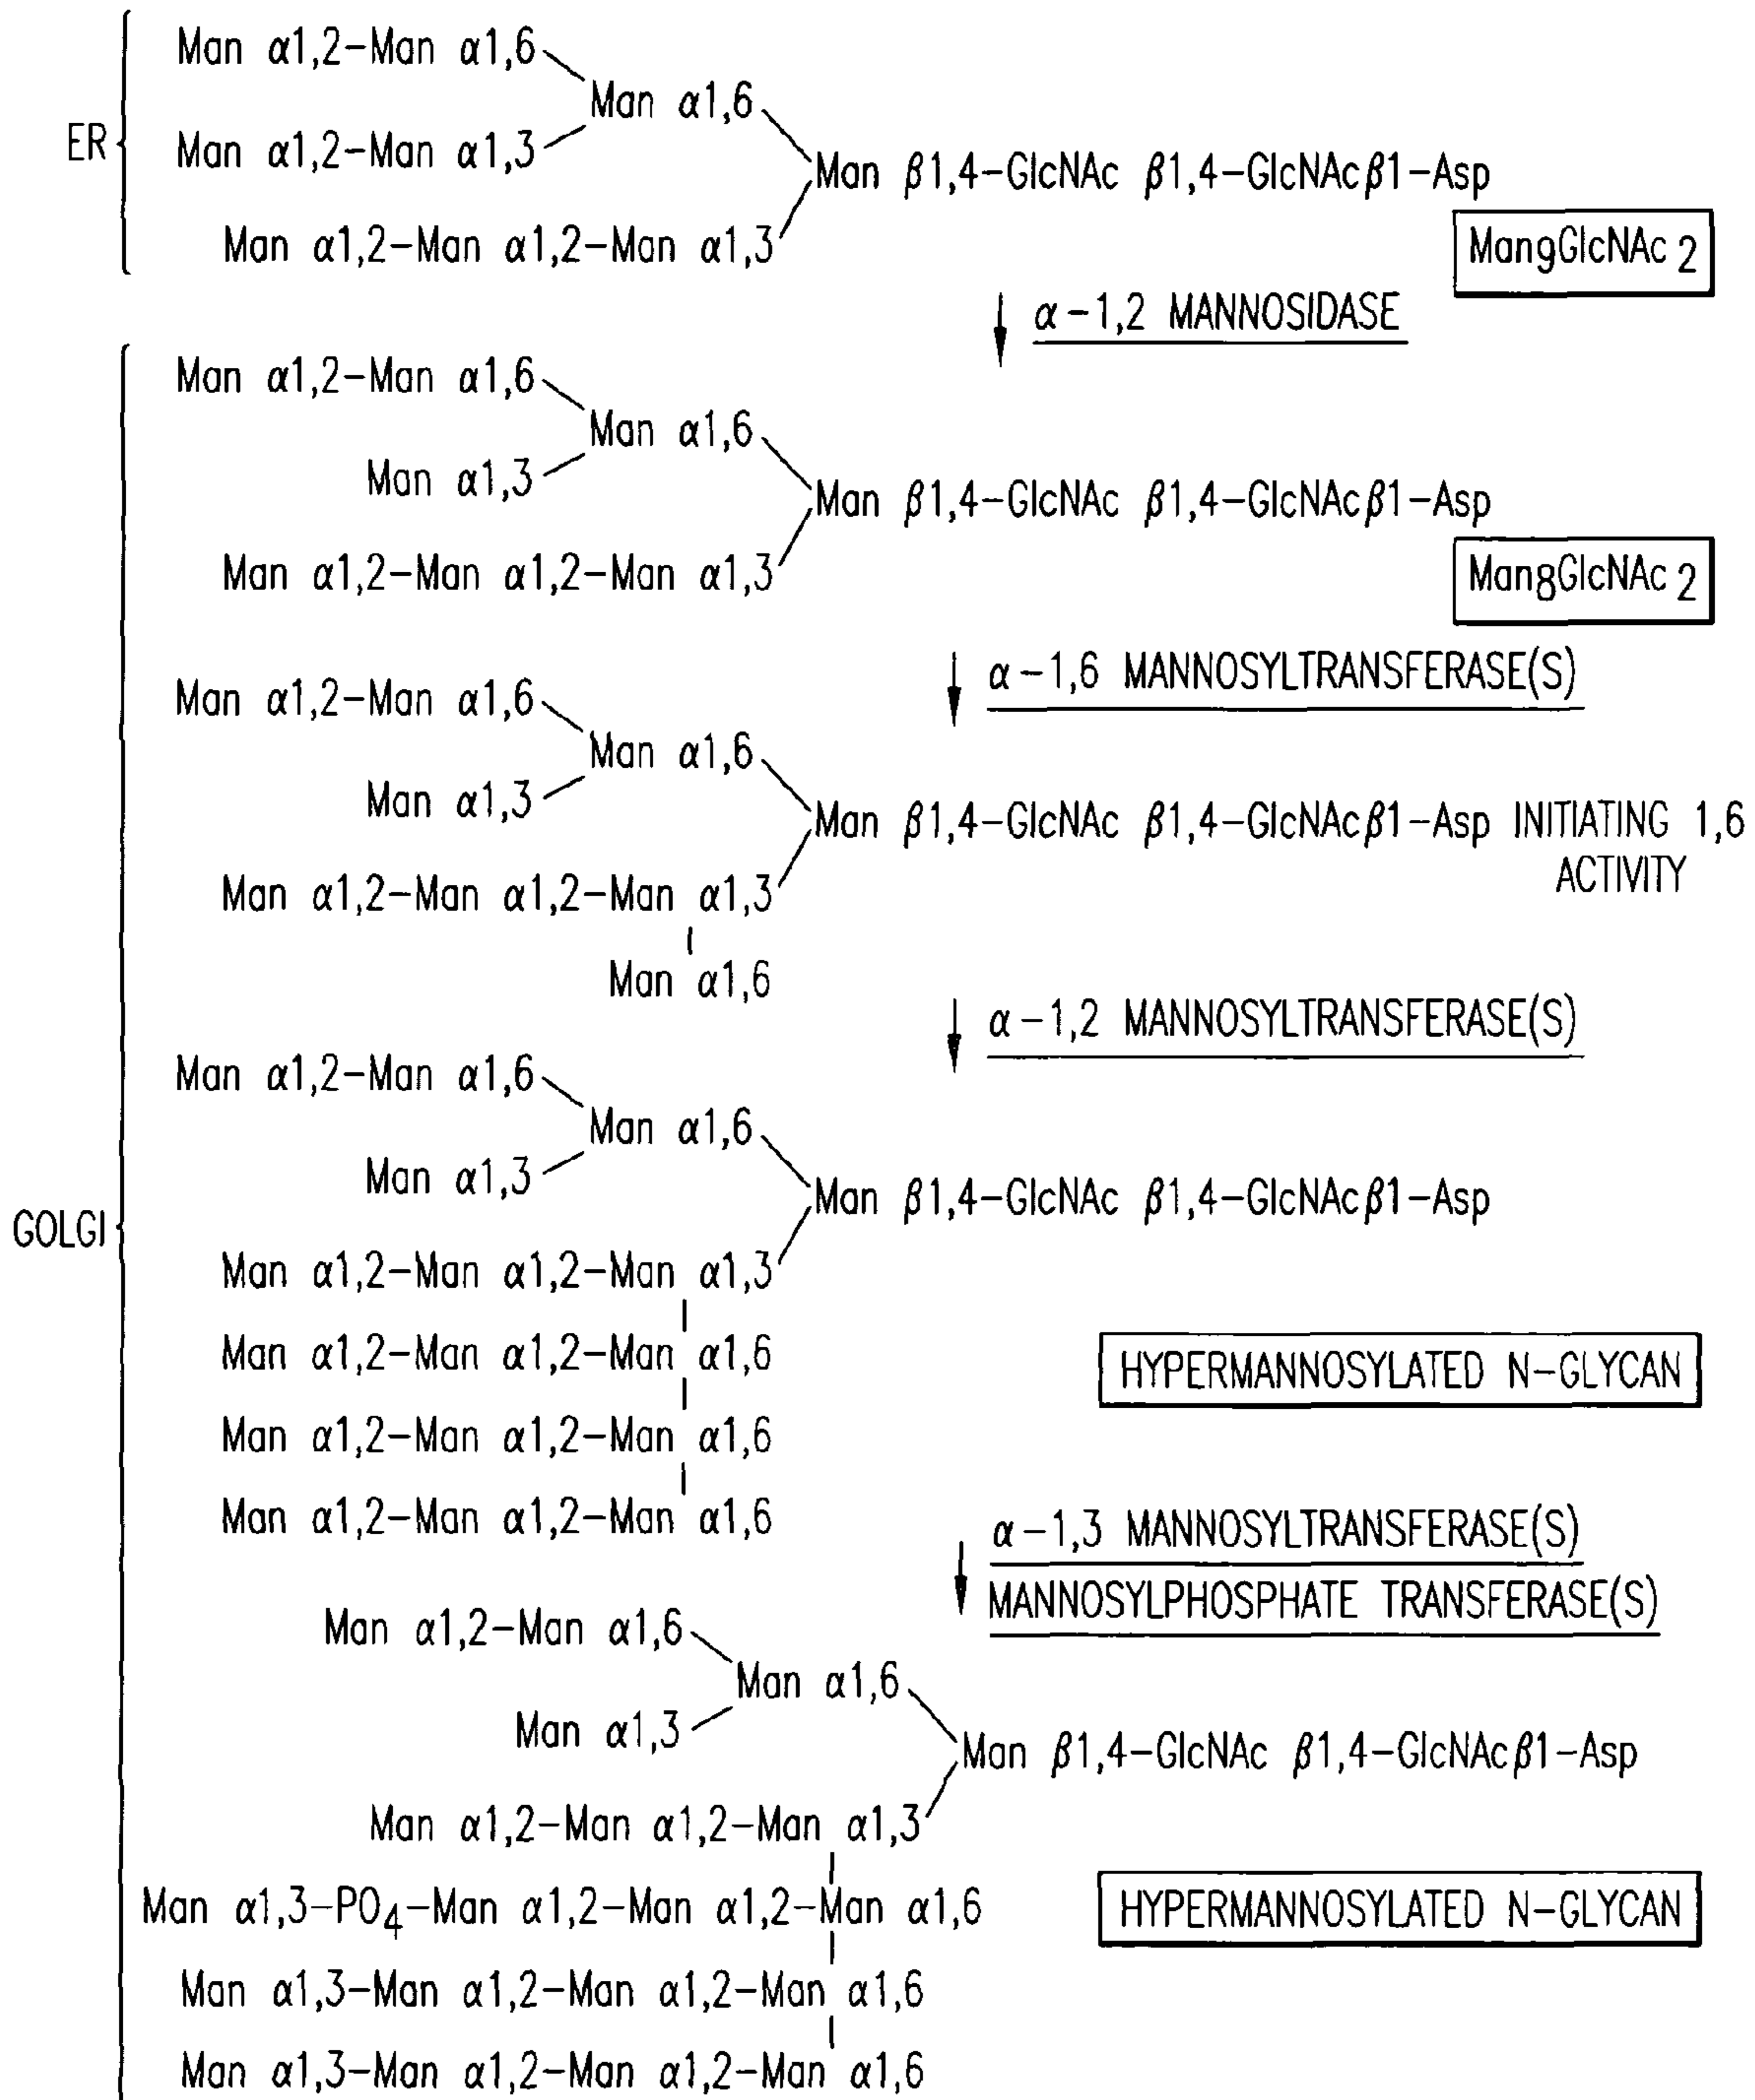 Man α1,2-Man α1,6
Man α1,6
ER
Man α1,2-Man α1,3
Man β1,4-GlcNAc β1,4-GlcNAcβ1-Asp
Man α1,2-Man α1,2-Man α1,3
Man9GlcNAc2
α-1,2 MANNOSIDASE
Man α1,2-Man α1,6
Man α1,6
Man α1,3
Man β1,4-GlcNAc β1,4-GlcNAcβ1-Asp
Man α1,2-Man α1,2-Man α1,3
Man8GlcNAc2
α-1,6 MANNOSYLTRANSFERASE(S)
Man α1,2-Man α1,6
Man α1,6
Man α1,3
Man β1,4-GlcNAc β1,4-GlcNAcβ1-Asp INITIATING 1,6
ACTIVITY
Man α1,2-Man α1,2-Man α1,3
Man α1,6
α-1,2 MANNOSYLTRANSFERASE(S)
Man α1,2-Man α1,6
Man α1,6
Man α1,3
Man β1,4-GlcNAc β1,4-GlcNAcβ1-Asp
GOLGI
Man α1,2-Man α1,2-Man α1,3
Man α1,2-Man α1,2-Man α1,6
HYPERMANNOSYLATED N-GLYCAN
Man α1,2-Man α1,2-Man α1,6
Man α1,2-Man α1,2-Man α1,6
α-1,3 MANNOSYLTRANSFERASE(S)
MANNOSYLPHOSPHATE TRANSFERASE(S)
Man α1,2-Man α1,6
Man α1,6
Man α1,3
Man β1,4-GlcNAc β1,4-GlcNAcβ1-Asp
Man α1,2-Man α1,2-Man α1,3
Man α1,3-PO4-Man α1,2-Man α1,2-Man α1,6
HYPERMANNOSYLATED N-GLYCAN
Man α1,3-Man α1,2-Man α1,2-Man α1,6
Man α1,3-Man α1,2-Man α1,2-Man α1,6